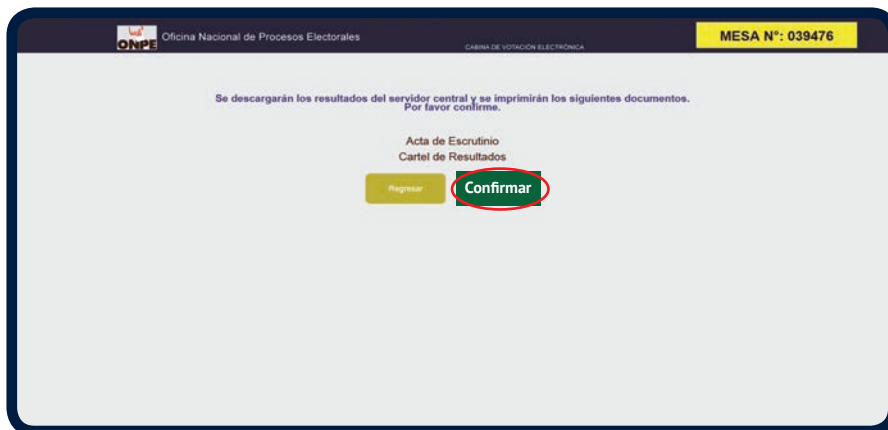 ONPE
Oficina Nacional de Procesos Electorales
CABINA DE VOTACIÓN ELECTRÓNICA
MESA N°: 039476
Se descargarán los resultados del servidor central y se imprimirán los siguientes documentos.
Por favor confirme.
Acta de Escrutinio
Cartel de Resultados
Regresar
Confirmar